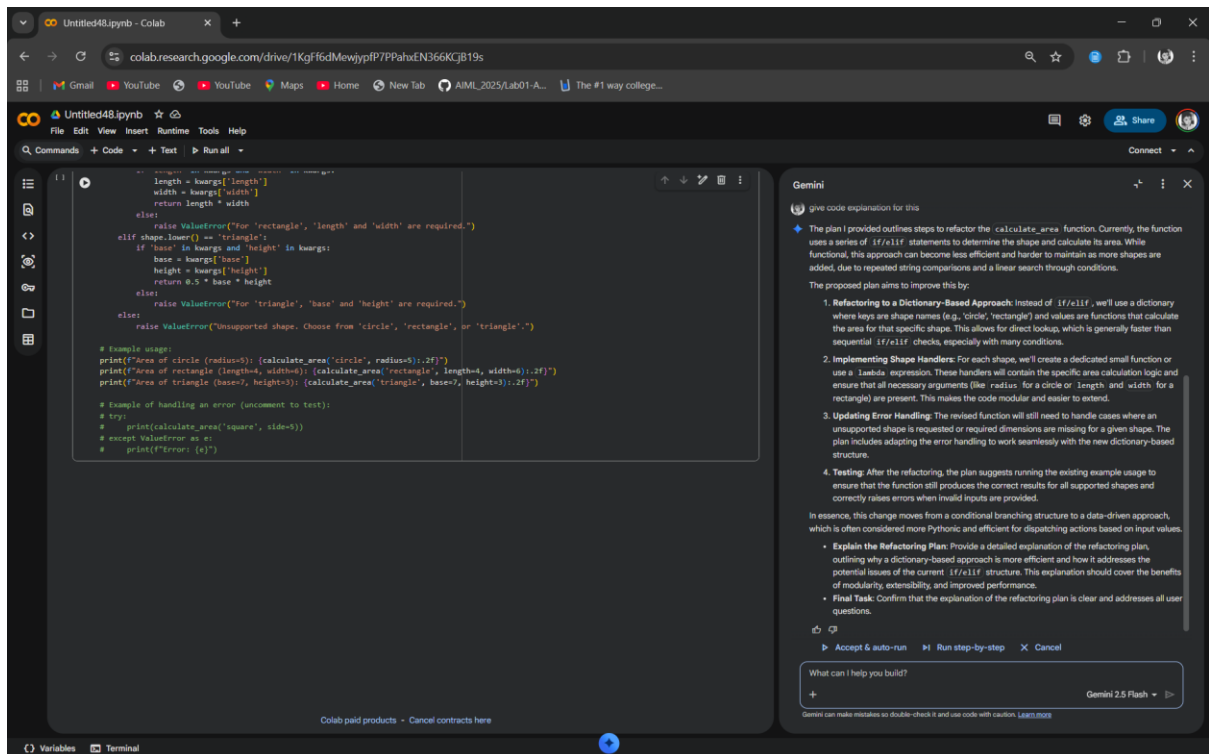 Untitled48.ipynb - Colab
colab.research.google.com/drive/1KgFf6dMewjypfP7PPahxEN366KCjB19s
Gmail YouTube YouTube Maps Home New Tab AIML_2025/Lab01-A... The #1 way college...
Untitled48.ipynb
File Edit View Insert Runtime Tools Help
Share
Commands + Code + Text Run all
Connect
[ ]
length = kwargs['length']
width = kwargs['width']
return length * width
else:
raise ValueError("For 'rectangle', 'length' and 'width' are required.")
elif shape.lower() == 'triangle':
if 'base' in kwargs and 'height' in kwargs:
base = kwargs['base']
height = kwargs['height']
return 0.5 * base * height
else:
raise ValueError("For 'triangle', 'base' and 'height' are required.")
else:
raise ValueError("Unsupported shape. Choose from 'circle', 'rectangle', or 'triangle'.")
# Example usage:
print(f"Area of circle (radius=5): {calculate_area('circle', radius=5):.2f}")
print(f"Area of rectangle (length=4, width=6): {calculate_area('rectangle', length=4, width=6):.2f}")
print(f"Area of triangle (base=7, height=3): {calculate_area('triangle', base=7, height=3):.2f}")
# Example of handling an error (uncomment to test):
# try:
# print(calculate_area('square', side=5))
# except ValueError as e:
# print(f"Error: {e}")
Colab paid products - Cancel contracts here
Gemini
give code explanation for this
The plan I provided outlines steps to refactor the calculate_area function. Currently, the function
uses a series of if/elif statements to determine the shape and calculate its area. While
functional, this approach can become less efficient and harder to maintain as more shapes are
added, due to repeated string comparisons and a linear search through conditions.
The proposed plan aims to improve this by:
1. Refactoring to a Dictionary-Based Approach: Instead of if/elif, we'll use a dictionary
where keys are shape names (e.g., 'circle', 'rectangle') and values are functions that calculate
the area for that specific shape. This allows for direct lookup, which is generally faster than
sequential if/elif checks, especially with many conditions.
2. Implementing Shape Handlers: For each shape, we'll create a dedicated small function or
use a lambda expression. These handlers will contain the specific area calculation logic and
ensure that all necessary arguments (like radius for a circle or length and width for a
rectangle) are present. This makes the code modular and easier to extend.
3. Updating Error Handling: The revised function will still need to handle cases where an
unsupported shape is requested or required dimensions are missing for a given shape. The
plan includes adapting the error handling to work seamlessly with the new dictionary-based
structure.
4. Testing: After the refactoring, the plan suggests running the existing example usage to
ensure that the function still produces the correct results for all supported shapes and
correctly raises errors when invalid inputs are provided.
In essence, this change moves from a conditional branching structure to a data-driven approach,
which is often considered more Pythonic and efficient for dispatching actions based on input values.
• Explain the Refactoring Plan: Provide a detailed explanation of the refactoring plan,
outlining why a dictionary-based approach is more efficient and how it addresses the
potential issues of the current if/elif structure. This explanation should cover the benefits
of modularity, extensibility, and improved performance.
• Final Task: Confirm that the explanation of the refactoring plan is clear and addresses all user
questions.
Accept & auto-run Run step-by-step Cancel
What can I help you build?
+ Gemini 2.5 Flash
Gemini can make mistakes so double-check it and use code with caution. Learn more
Variables Terminal